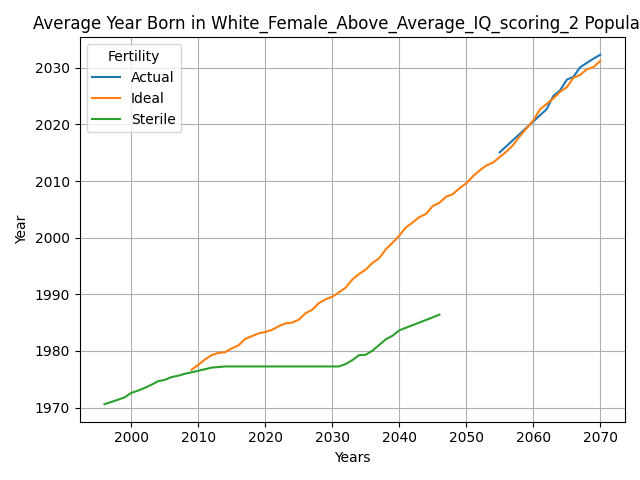 Average Year Born in White_Female_Above_Average_IQ_scoring_2 Popula
Fertility
Actual
Ideal
Sterile
2030
2020
2010
2000
1990
1980
1970
Year
2000 2010 2020 2030 2040 2050 2060 2070
Years